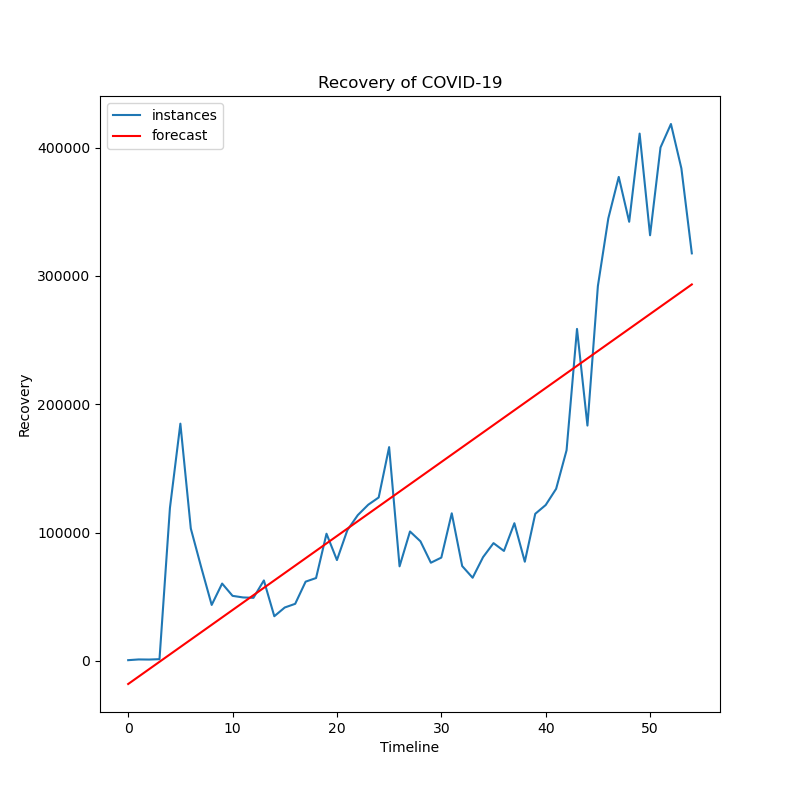 Recovery of COVID-19
instances
forecast
400000
300000
200000
100000
0
Recovery
0 10 20 30 40 50
Timeline